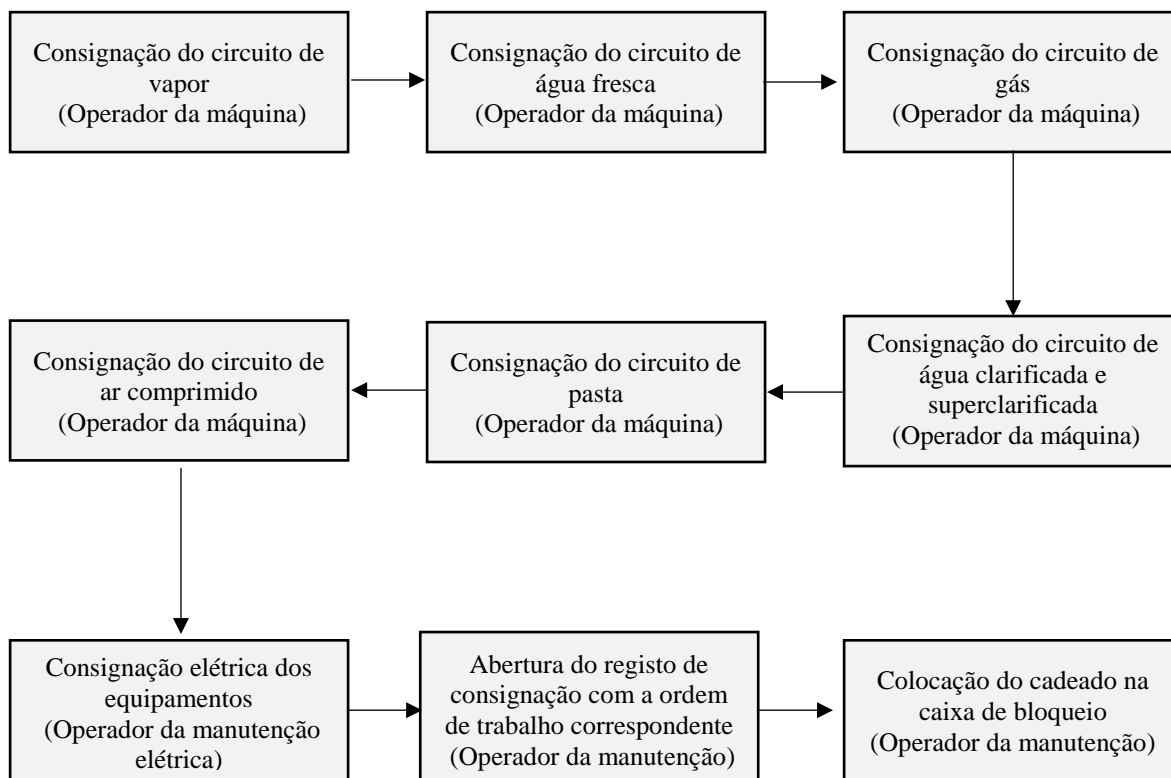 Consignação do circuito de
vapor
(Operador da máquina)
Consignação do circuito de
água fresca
(Operador da máquina)
Consignação do circuito de
gás
(Operador da máquina)
Consignação do circuito de
água clarificada e
superclarificada
(Operador da máquina)
Consignação do circuito de
pasta
(Operador da máquina)
Consignação do circuito de
ar comprimido
(Operador da máquina)
Consignação elétrica dos
equipamentos
(Operador da manutenção
elétrica)
Abertura do registo de
consignação com a ordem
de trabalho correspondente
(Operador da manutenção)
Colocação do cadeado na
caixa de bloqueio
(Operador da manutenção)